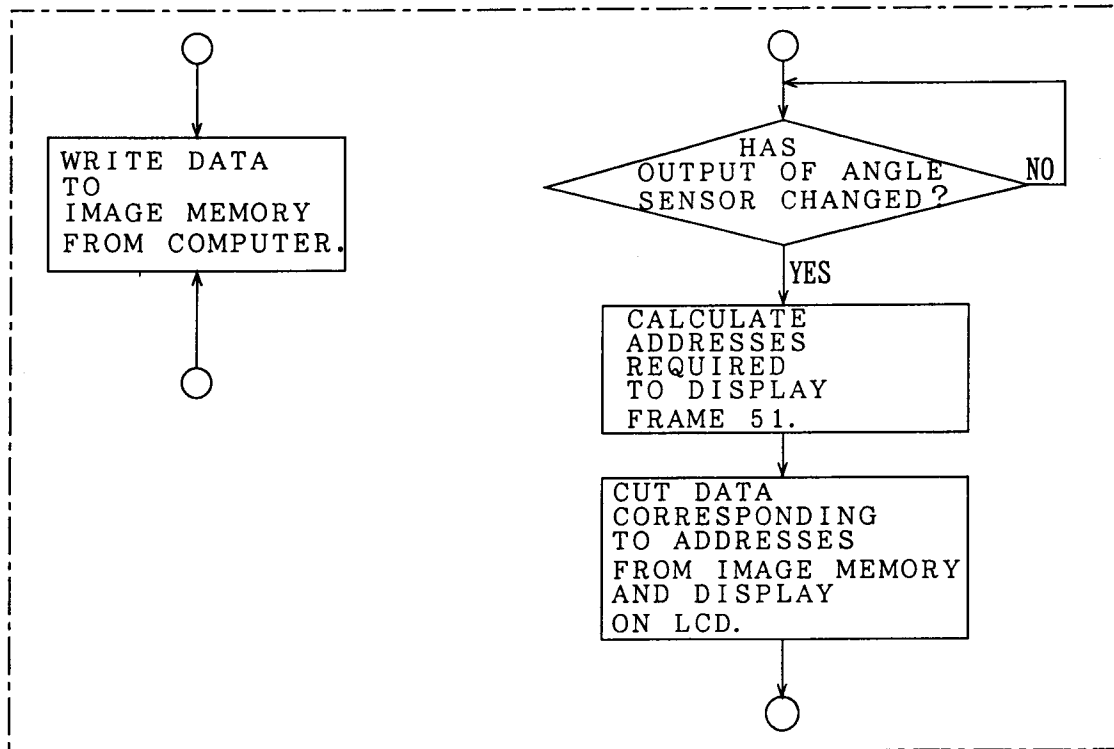 WRITE DATA
TO
IMAGE MEMORY
FROM COMPUTER.
HAS
OUTPUT OF ANGLE
SENSOR CHANGED?
NO
YES
CALCULATE
ADDRESSES
REQUIRED
TO DISPLAY
FRAME 51.
CUT DATA
CORRESPONDING
TO ADDRESSES
FROM IMAGE MEMORY
AND DISPLAY
ON LCD.